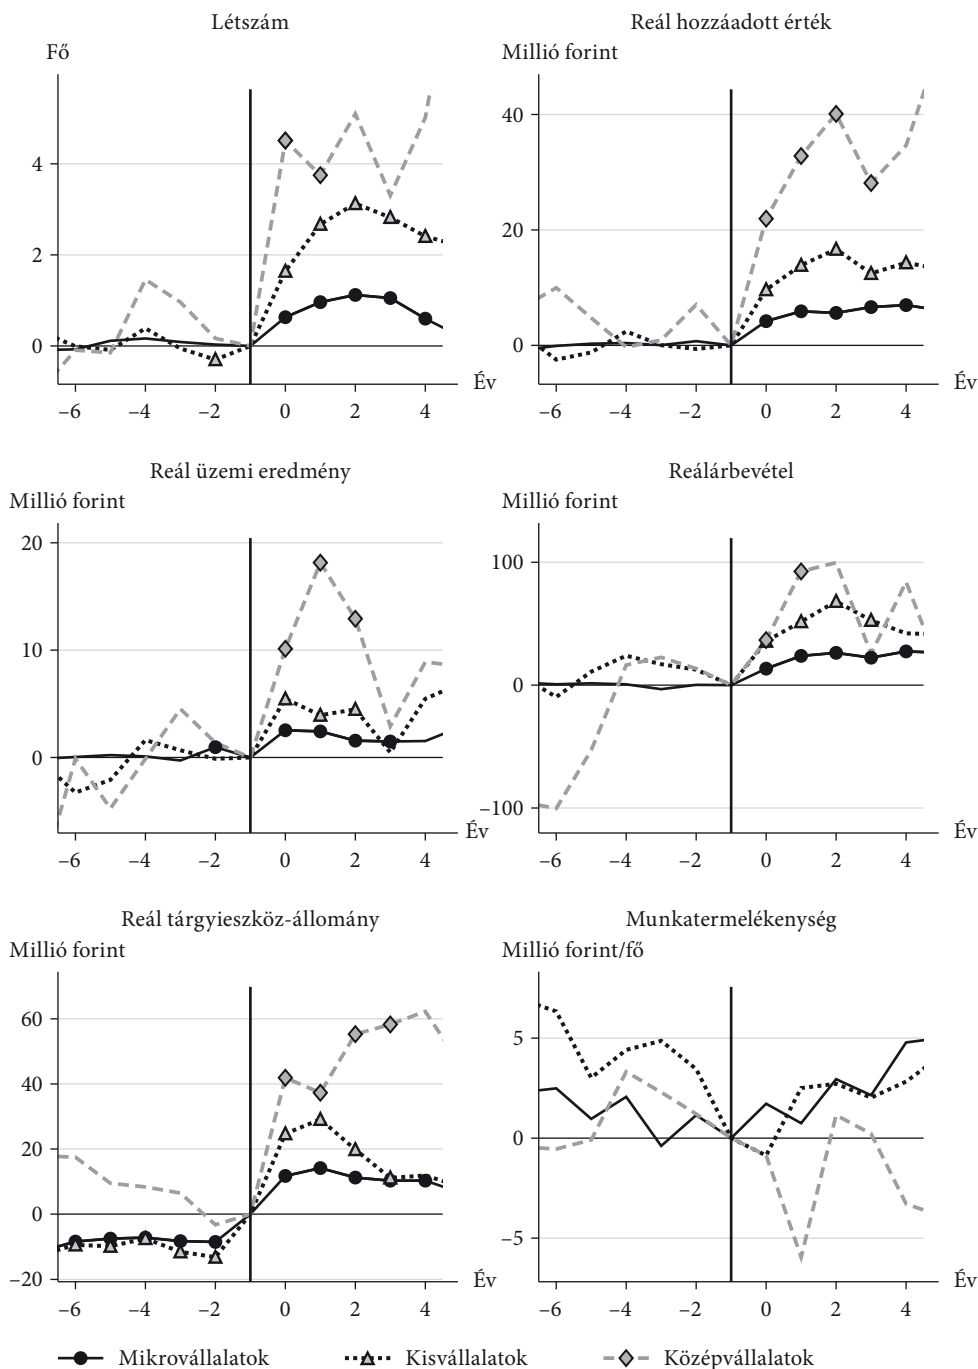 Létszám
Fő
4
2
0
–6 –4 –2 0 2 4
Év
Reál hozzáadott érték
Millió forint
40
20
0
–6 –4 –2 0 2 4
Év
Reál üzemi eredmény
Millió forint
20
10
0
–6 –4 –2 0 2 4
Év
Reálárbevétel
Millió forint
100
0
–100
–6 –4 –2 0 2 4
Év
Reál tárgyieszköz-állomány
Millió forint
60
40
20
0
–20
–6 –4 –2 0 2 4
Év
Munkatermelékenység
Millió forint/fő
5
0
–5
–6 –4 –2 0 2 4
Év
Mikrovállalatok Kisvállalatok Középvállalatok